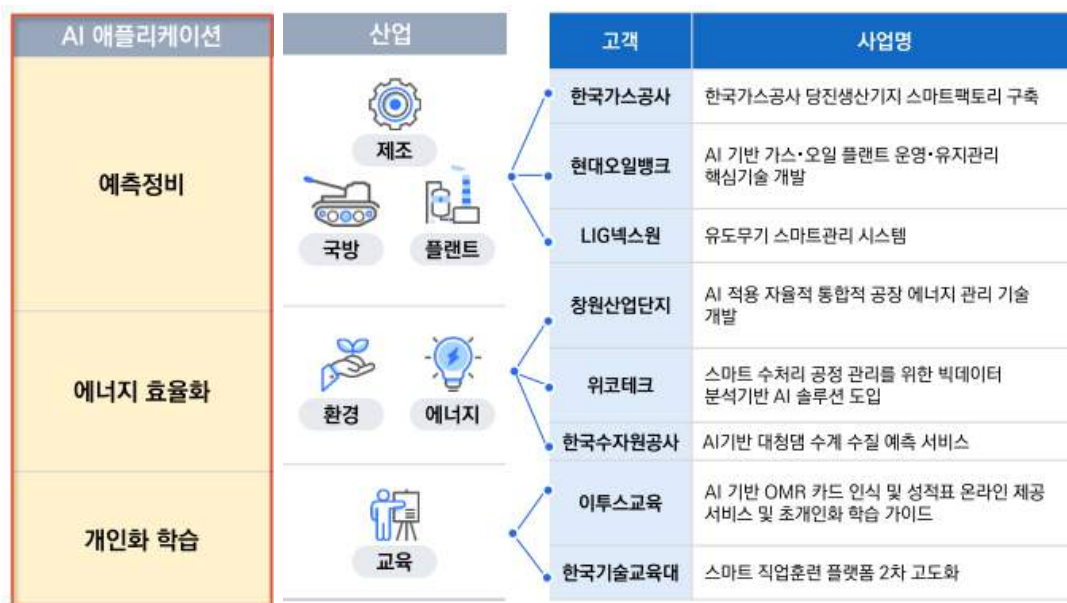 AI 애플리케이션
산업
고객
사업명
예측정비
제조
국방
플랜트
한국가스공사
한국가스공사 당진생산기지 스마트팩토리 구축
현대오일뱅크
AI 기반 가스·오일 플랜트 운영·유지관리
핵심기술 개발
LIG넥스원
유도무기 스마트관리 시스템
에너지 효율화
환경
에너지
창원산업단지
AI 적용 자율적 통합적 공장 에너지 관리 기술
개발
위코테크
스마트 수처리 공정 관리를 위한 빅데이터
분석기반 AI 솔루션 도입
한국수자원공사
AI기반 대청댐 수계 수질 예측 서비스
개인화 학습
교육
이투스교육
AI 기반 OMR 카드 인식 및 성적표 온라인 제공
서비스 및 초개인화 학습 가이드
한국기술교육대
스마트 직업훈련 플랫폼 2차 고도화